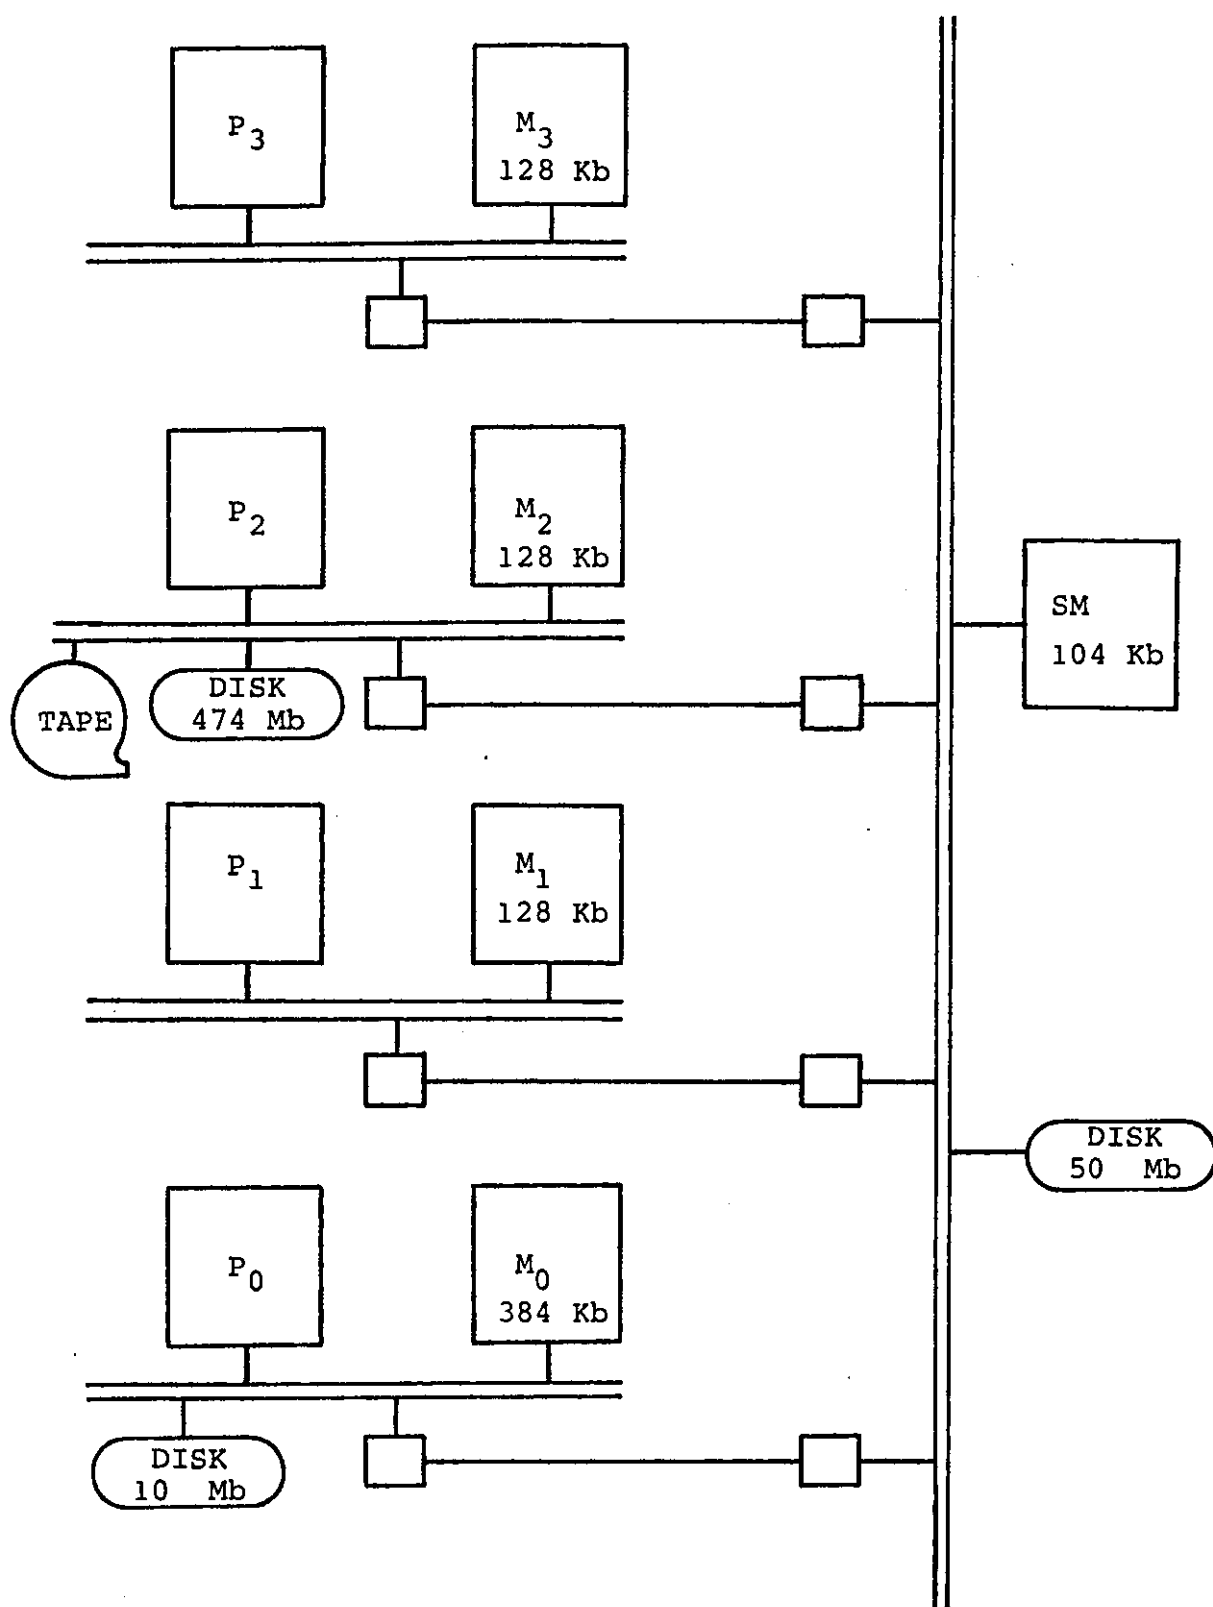 P3
M3
128 Kb
P2
M2
128 Kb
SM
104 Kb
DISK
474 Mb
TAPE
P1
M1
128 Kb
DISK
50 Mb
P0
M0
384 Kb
DISK
10 Mb